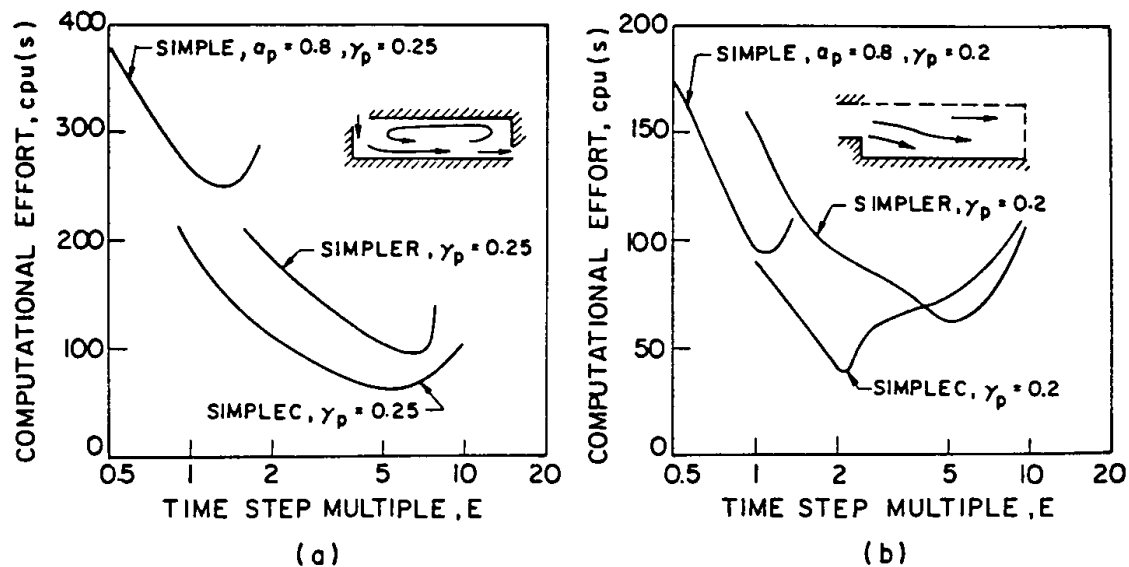 COMPUTATIONAL EFFORT, cpu(s)
400
300
200
100
0
SIMPLE, αp = 0.8, γp = 0.25
SIMPLER, γp = 0.25
SIMPLEC, γp = 0.25
0.5 1 2 5 10 20
TIME STEP MULTIPLE, E
(a)
COMPUTATIONAL EFFORT, cpu(s)
200
150
100
50
0
SIMPLE, αp = 0.8, γp = 0.2
SIMPLER, γp = 0.2
SIMPLEC, γp = 0.2
0.5 1 2 5 10 20
TIME STEP MULTIPLE, E
(b)